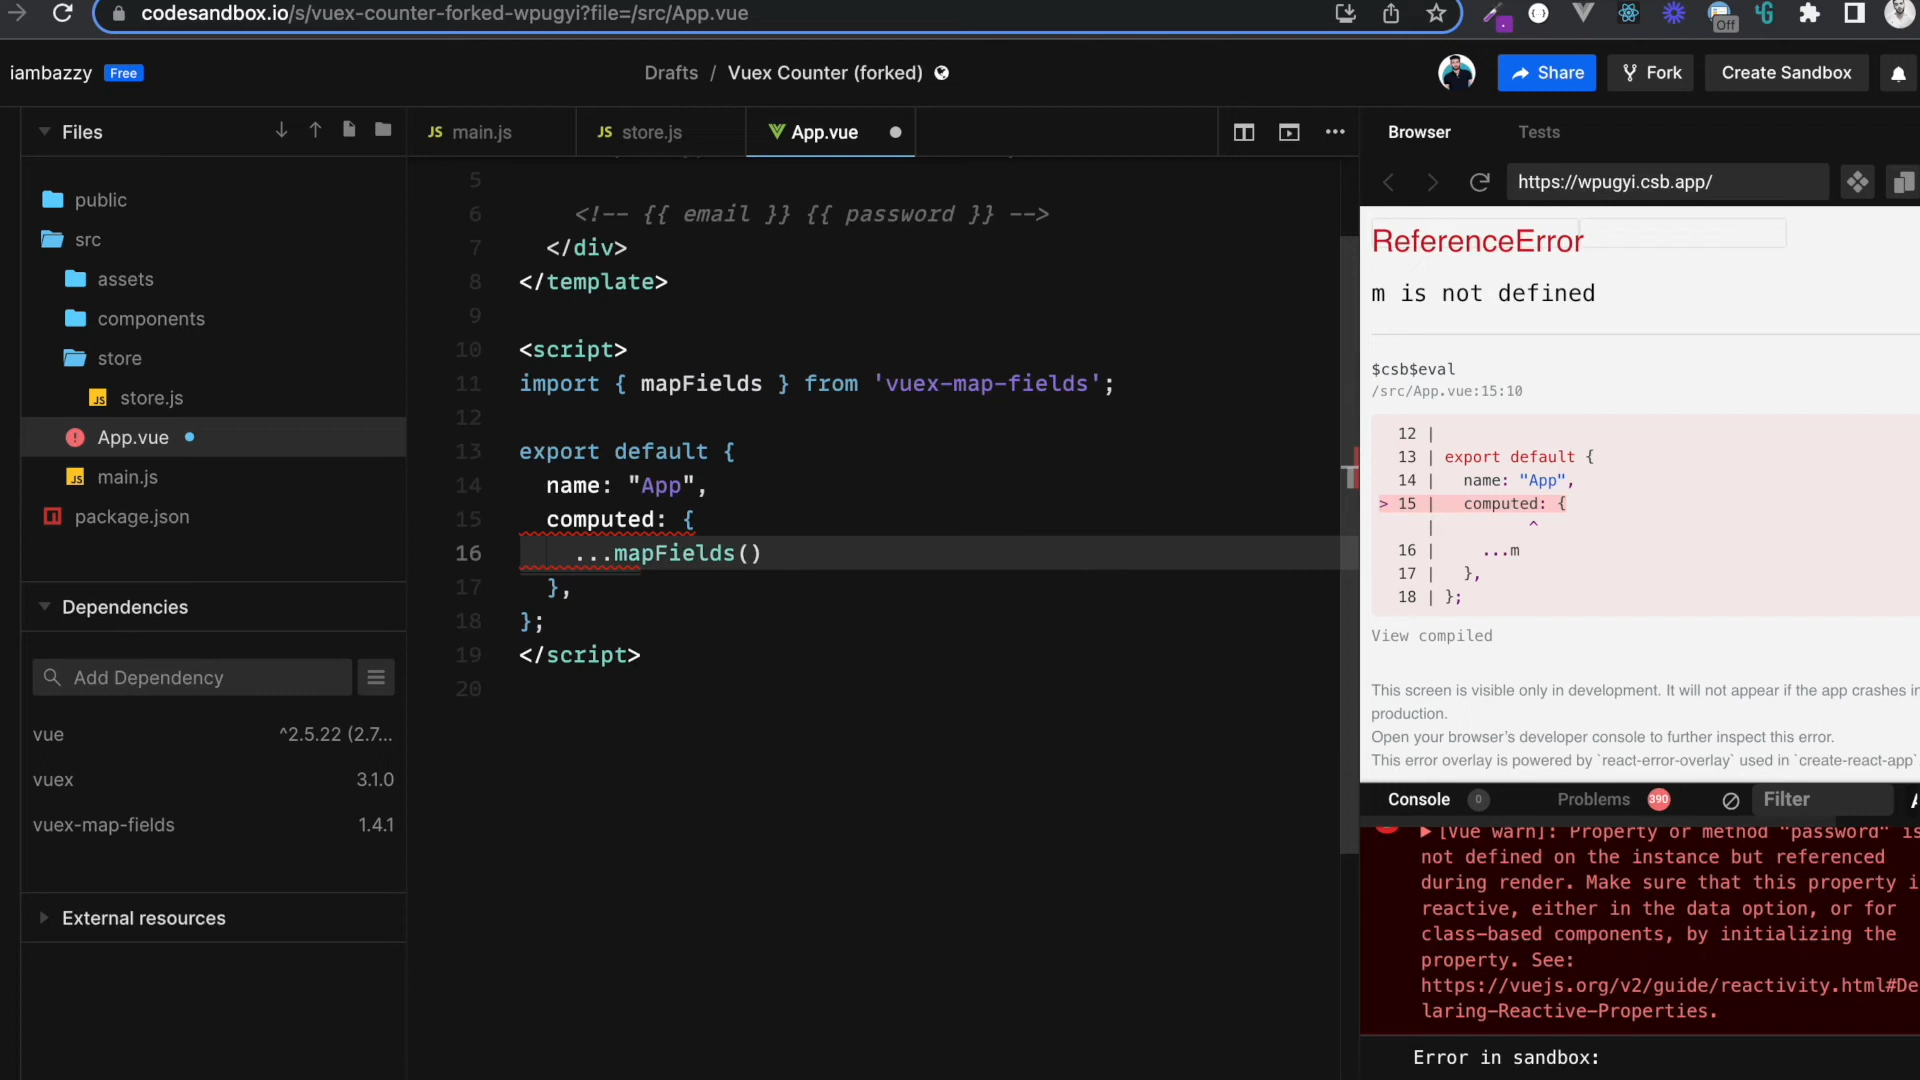 codesandbox.io/s/vuex-counter-forked-wpugyi?file=/src/App.vue
Off
iambazzy Free
Drafts / Vuex Counter (forked)
Share
Fork
Create Sandbox
Files
JS main.js
JS store.js
App.vue
Browser
Tests
https://wpugyi.csb.app/
public
src
assets
components
store
JS store.js
App.vue
JS main.js
package.json
Dependencies
Add Dependency
vue ^2.5.22 (2.7...
vuex 3.1.0
vuex-map-fields 1.4.1
External resources
5
6 <!-- {{ email }} {{ password }} -->
7 </div>
8 </template>
9
10 <script>
11 import { mapFields } from 'vuex-map-fields';
12
13 export default {
14 name: "App",
15 computed: {
16 ...mapFields()
17 },
18 };
19 </script>
20
ReferenceError
m is not defined
$csb$eval
/src/App.vue:15:10
12 |
13 | export default {
14 | name: "App",
> 15 | computed: {
| ^
16 | ...m
17 | },
18 | };
View compiled
This screen is visible only in development. It will not appear if the app crashes in
production.
Open your browser's developer console to further inspect this error.
This error overlay is powered by `react-error-overlay` used in `create-react-app`
Console 0
Problems 390
Filter
[Vue warn]: Property or method "password" is
not defined on the instance but referenced
during render. Make sure that this property i
reactive, either in the data option, or for
class-based components, by initializing the
property. See:
https://vuejs.org/v2/guide/reactivity.html#De
laring-Reactive-Properties.
Error in sandbox: